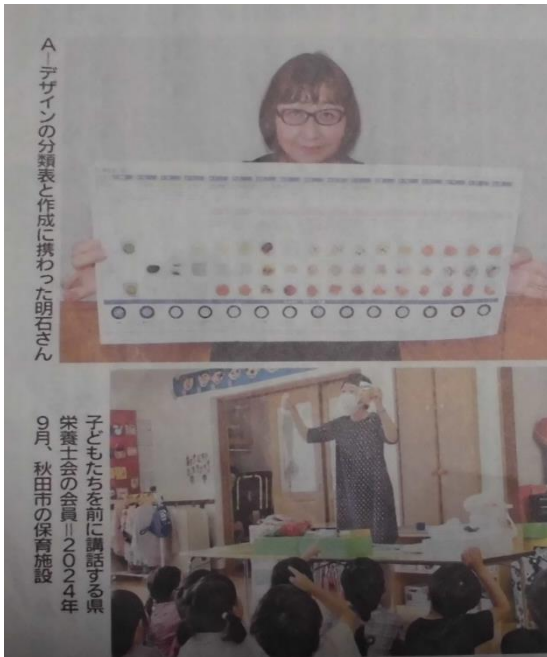 A―デザインの分類表と作成に携わった明石さん
子どもたちを前に講話する県
栄養士会の会員＝2024年
9月、秋田市の保育施設